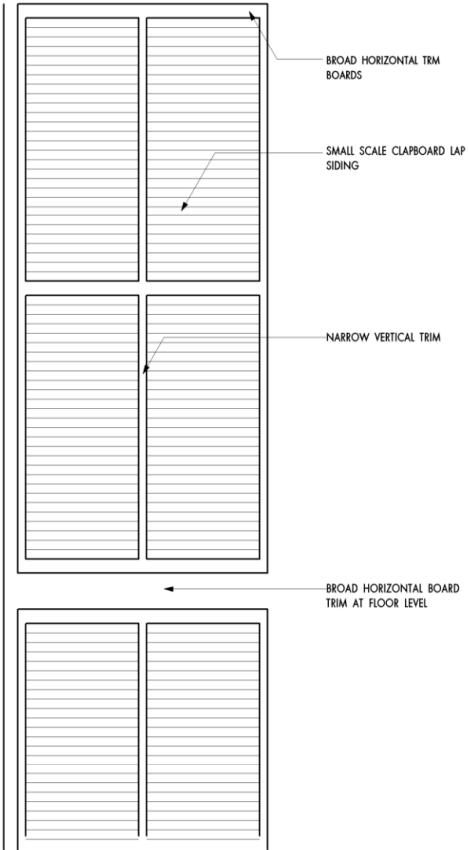 BROAD HORIZONTAL TRM
BOARDS
SMALL SCALE CLAPBOARD LAP
SIDING
NARROW VERTICAL TRIM
BROAD HORIZONTAL BOARD
TRIM AT FLOOR LEVEL